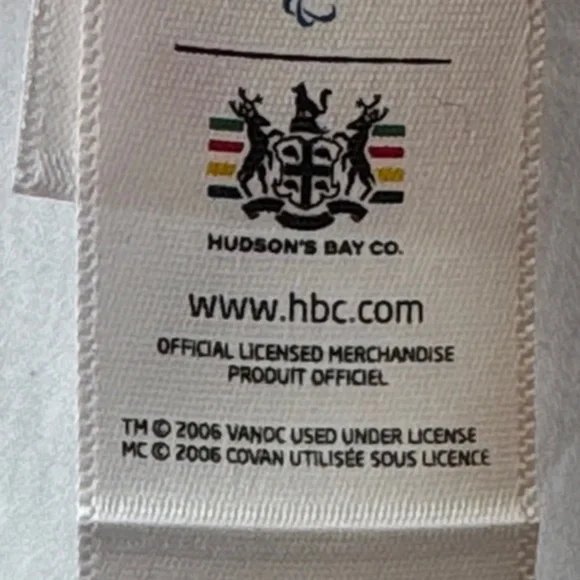 HUDSON'S BAY CO.
www.hbc.com
OFFICIAL LICENSED MERCHANDISE
PRODUIT OFFICIEL
TM © 2006 VANOC USED UNDER LICENSE
MC © 2006 COVAN UTILISÉE SOUS LICENCE